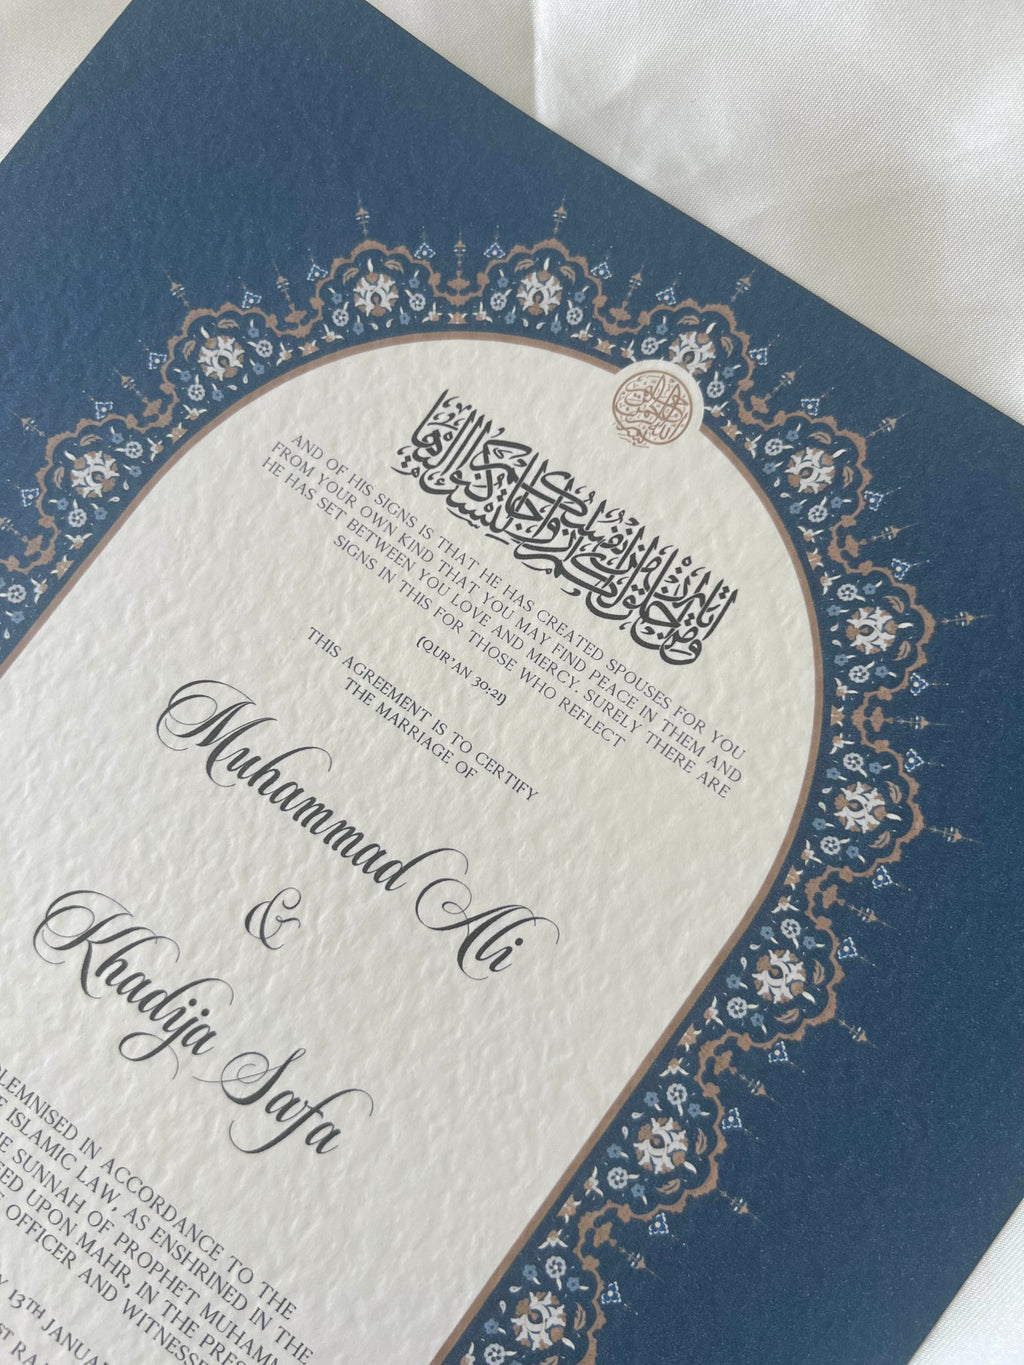 ومن آياته أن خلق لكم من أنفسكم أزواجا لتسكنوا إليها
AND OF HIS SIGNS IS THAT HE HAS CREATED SPOUSES FOR YOU
FROM YOUR OWN KIND THAT YOU MAY FIND PEACE IN THEM AND
HE HAS SET BETWEEN YOU LOVE AND MERCY. SURELY THERE ARE
SIGNS IN THIS FOR THOSE WHO REFLECT
(QUR'AN 30:21)
THIS AGREEMENT IS TO CERTIFY
THE MARRIAGE OF
Muhammad Ali
&
Khadija Safa
LEMNISED IN ACCORDANCE TO THE
ISLAMIC LAW, AS ENSHRINED IN THE
SUNNAH OF PROPHET MUHAMM
UPON MAHR, IN THE PRES
OFFICER AND WITNESSE
13TH JANUA